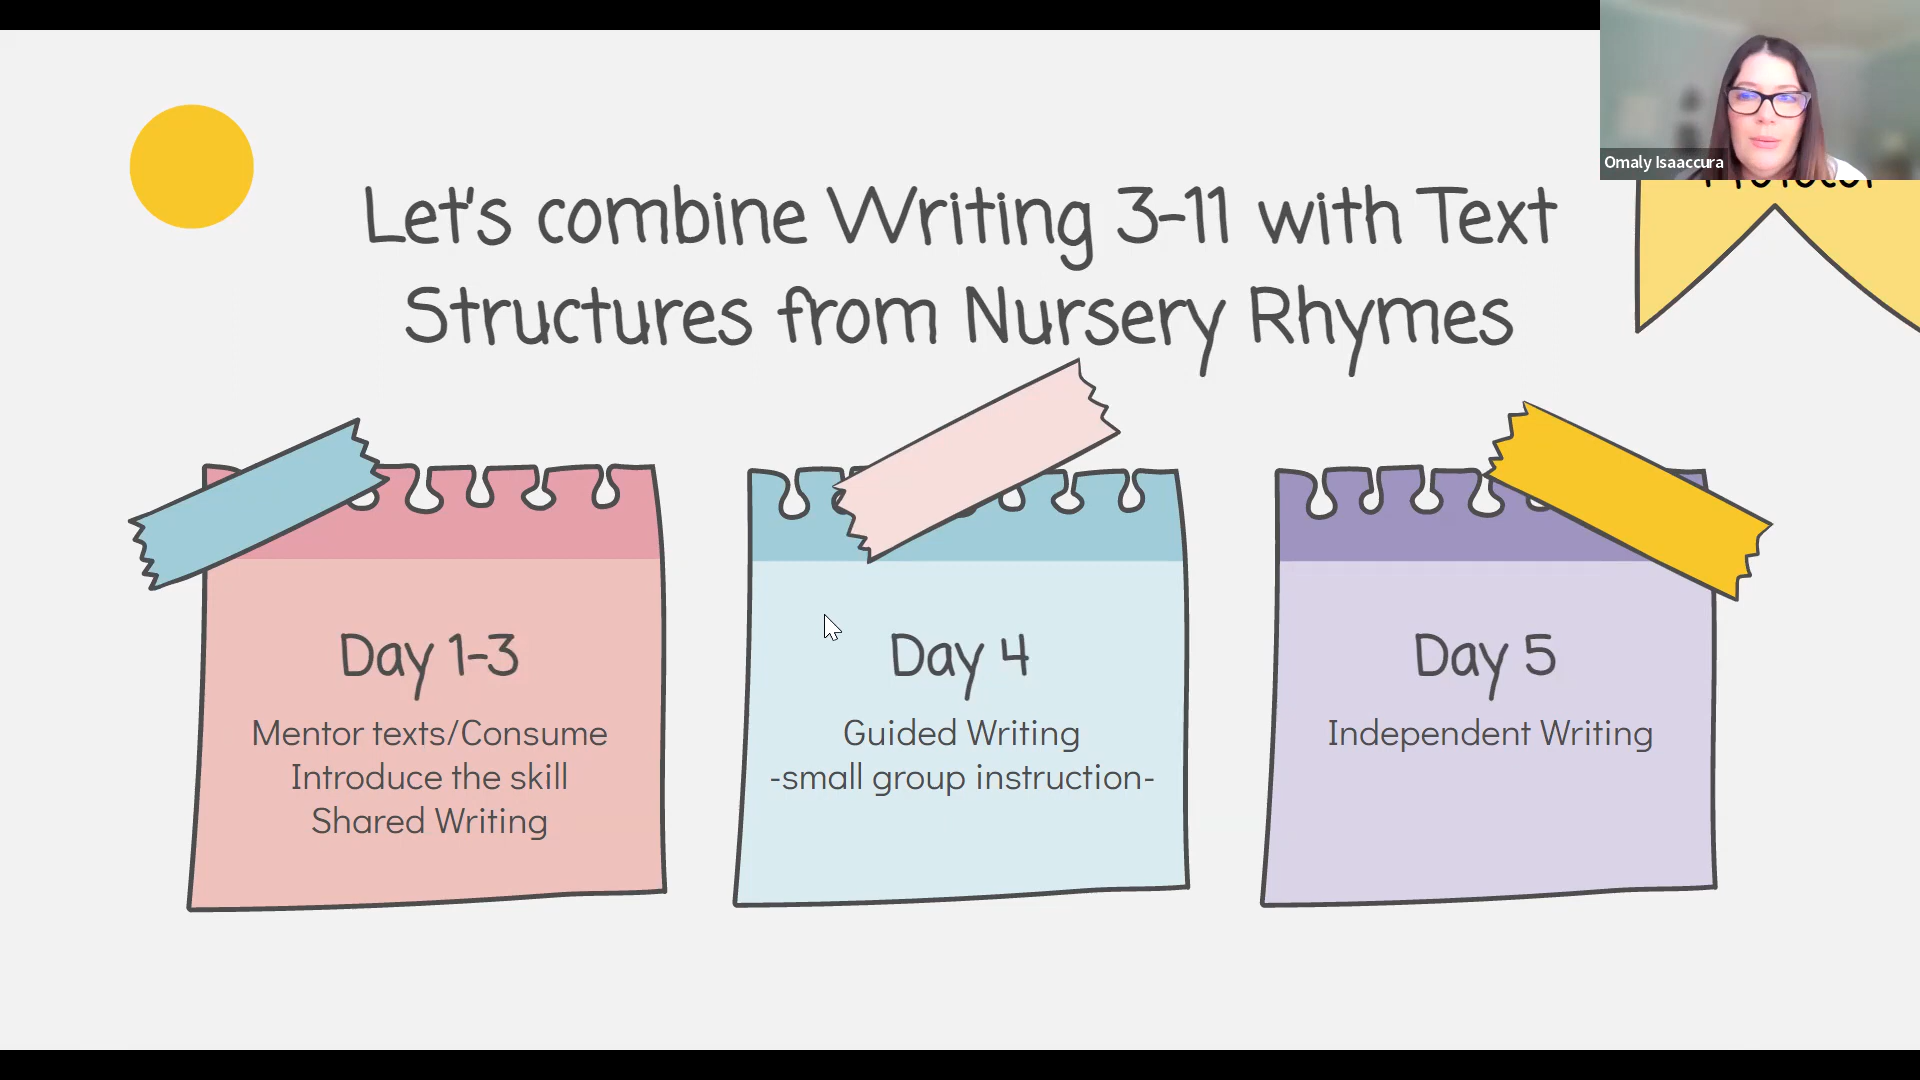 Omaly Isaaccura
Let's combine Writing 3-11 with Text
Structures from Nursery Rhymes
Day 1-3
Mentor texts/Consume
Introduce the skill
Shared Writing
Day 4
Guided Writing
-small group instruction-
Day 5
Independent Writing